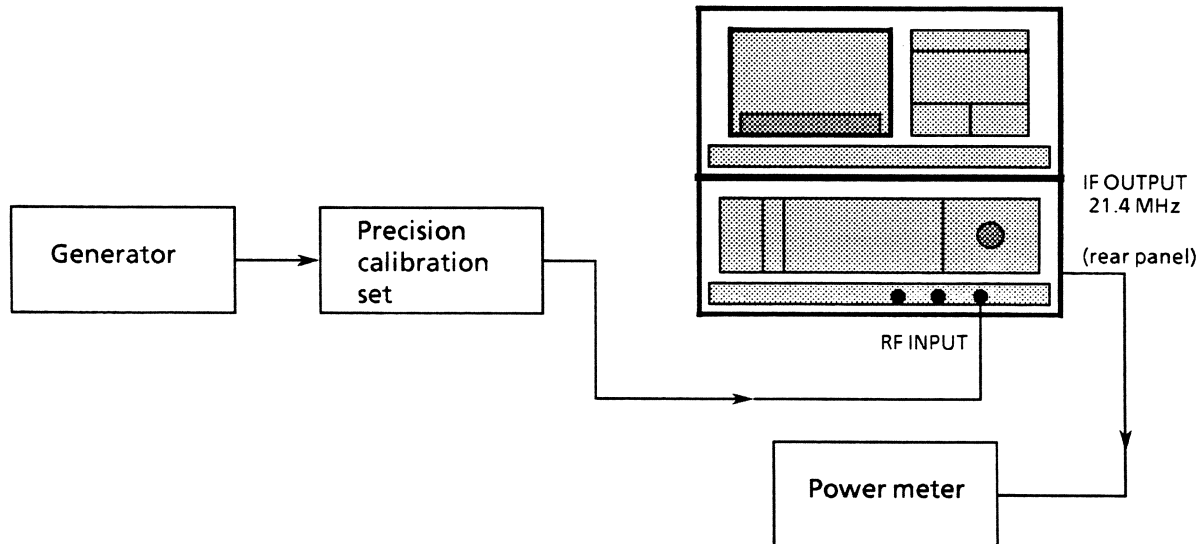 IF OUTPUT
21.4 MHz
(rear panel)
Generator
Precision
calibration
set
RF INPUT
Power meter